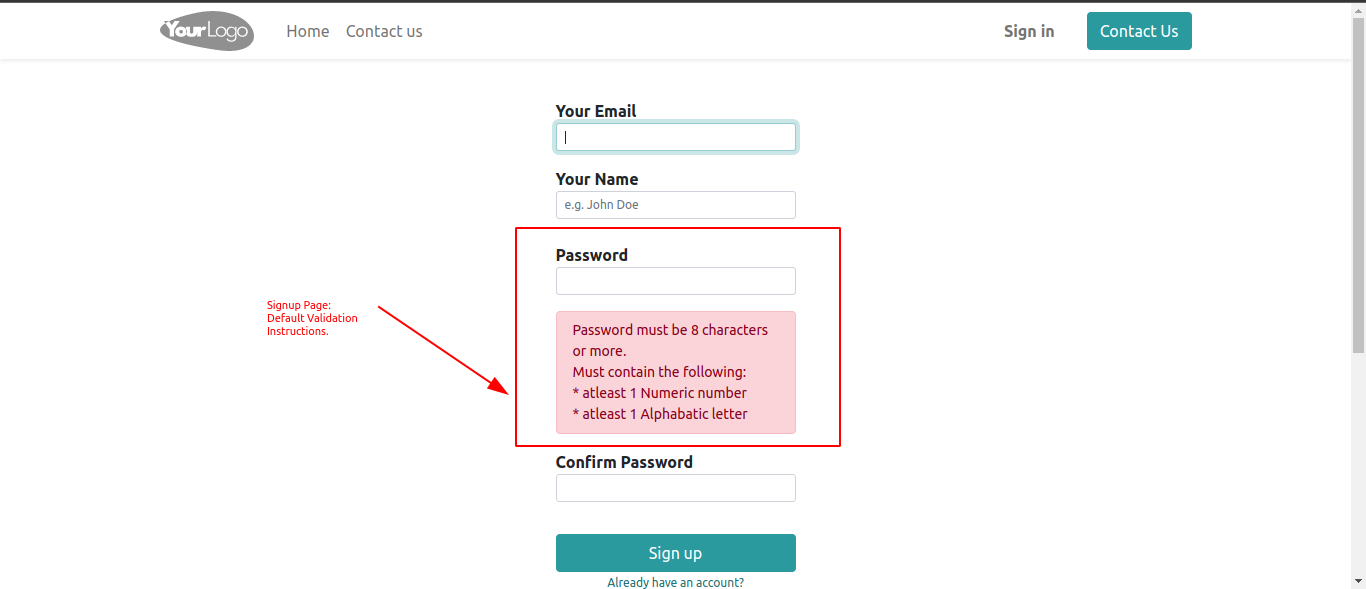 YourLogo
Home
Contact us
Sign in
Contact Us
Your Email
Your Name
e.g. John Doe
Password
Signup Page:
Default Validation
Instructions.
Password must be 8 characters
or more.
Must contain the following:
* atleast 1 Numeric number
* atleast 1 Alphabatic letter
Confirm Password
Sign up
Already have an account?